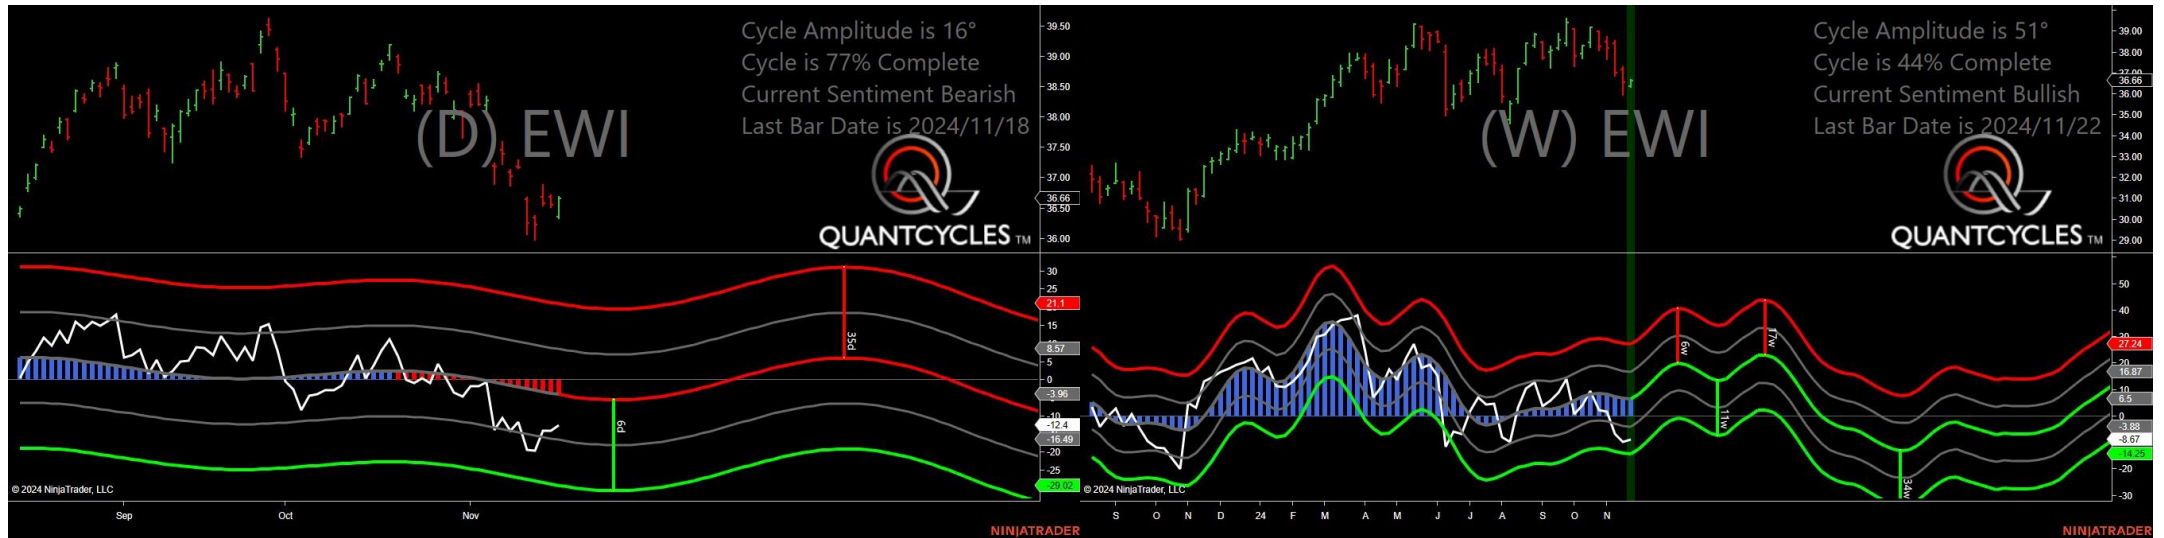 Cycle Amplitude is 16°
Cycle is 77% Complete
Current Sentiment Bearish
Last Bar Date is 2024/11/18
(D) EWI
QUANTCYCLES TM
39.50
39.00
38.50
38.00
37.50
37.00
36.66
36.50
36.00
30
25
21.1
15
8.57
5
0
-3.96
-10
-12.4
-16.49
-20
-25
-29.02
35d
6d
© 2024 NinjaTrader, LLC
Sep Oct Nov
NINJATRADER
Cycle Amplitude is 51°
Cycle is 44% Complete
Current Sentiment Bullish
Last Bar Date is 2024/11/22
(W) EWI
QUANTCYCLES TM
39.00
38.00
37.00
36.66
36.00
35.00
34.00
33.00
32.00
31.00
30.00
29.00
50
40
27.24
20
16.87
10
6.5
0
-3.88
-8.67
-14.25
-20
-30
6w
17w
11w
34w
© 2024 NinjaTrader, LLC
S O N D 24 F M A M J J A S O N
NINJATRADER